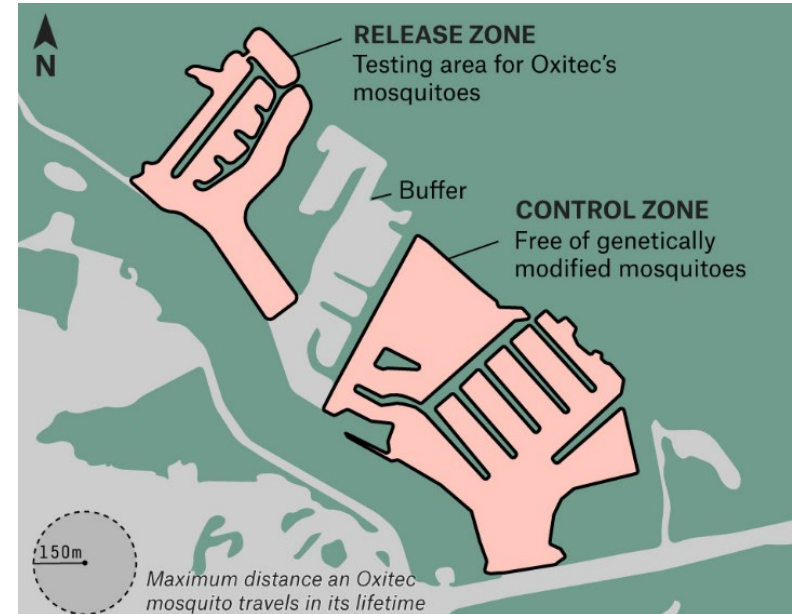 N
RELEASE ZONE
Testing area for Oxitec's
mosquitoes
Buffer
CONTROL ZONE
Free of genetically
modified mosquitoes
150m
Maximum distance an Oxitec
mosquito travels in its lifetime